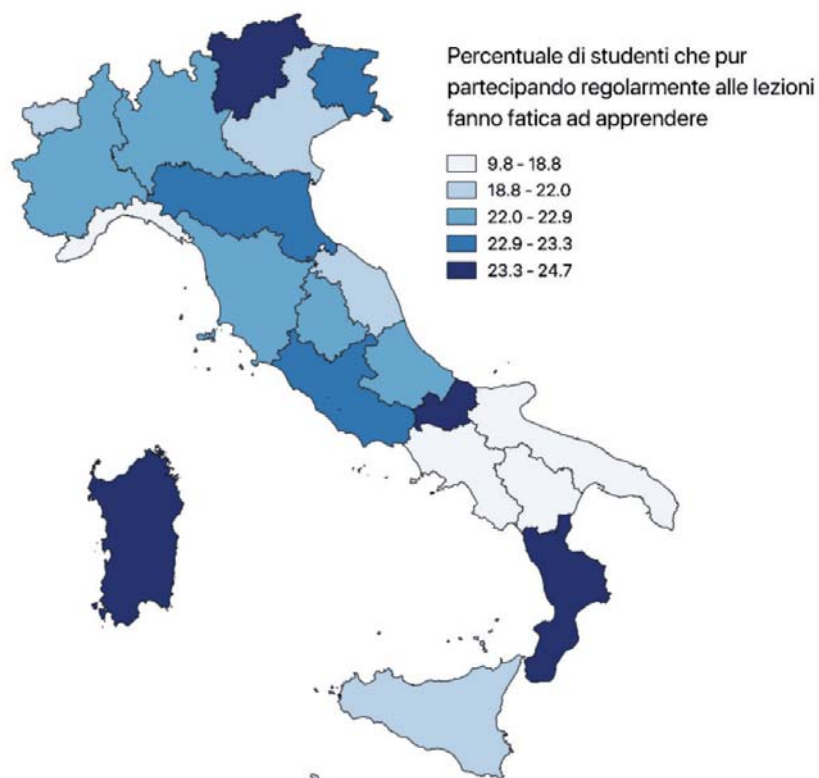 Percentuale di studenti che pur
partecipando regolarmente alle lezioni
fanno fatica ad apprendere
9.8 - 18.8
18.8 - 22.0
22.0 - 22.9
22.9 - 23.3
23.3 - 24.7